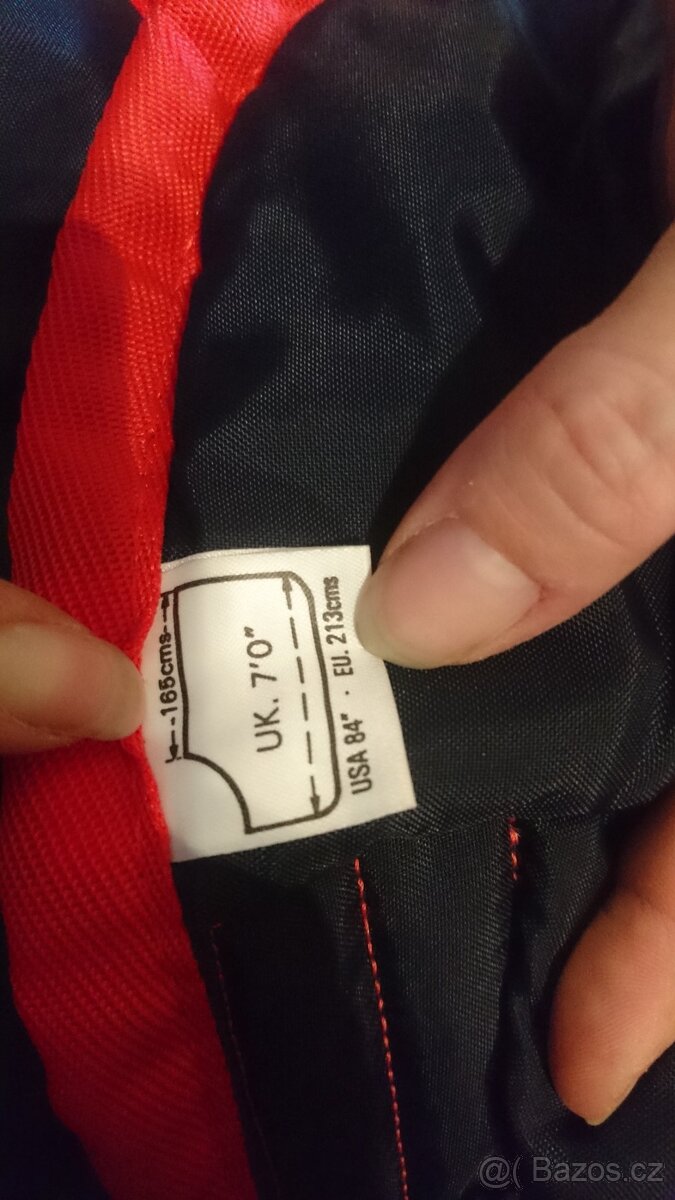 165cms
UK. 7'0"
USA 84" · EU. 213cms
@( Bazos.cz